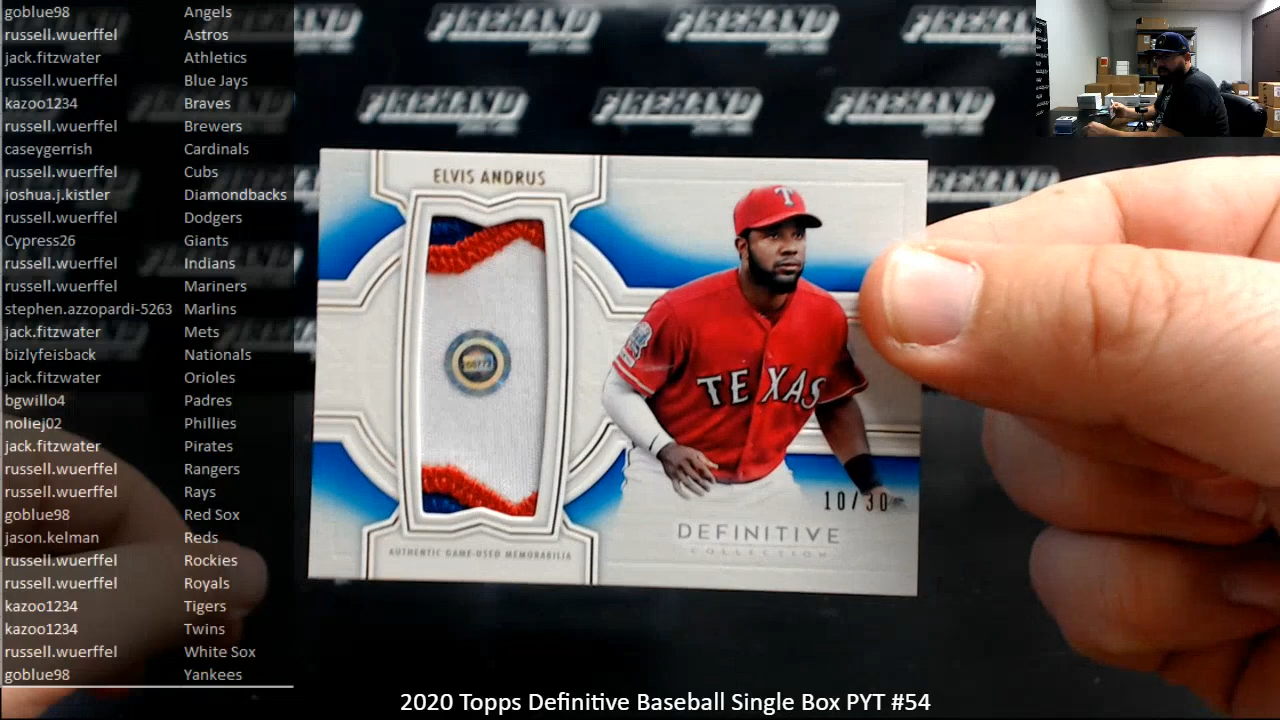 goblue98 Angels
russell.wuerffel Astros
jack.fitzwater Athletics
russell.wuerffel Blue Jays
kazoo1234 Braves
russell.wuerffel Brewers
caseygerrish Cardinals
russell.wuerffel Cubs
joshua.j.kistler Diamondbacks
russell.wuerffel Dodgers
Cypress26 Giants
russell.wuerffel Indians
russell.wuerffel Mariners
stephen.azzopardi-5263 Marlins
jack.fitzwater Mets
bizlyfeisback Nationals
jack.fitzwater Orioles
bgwillo4 Padres
noliej02 Phillies
jack.fitzwater Pirates
russell.wuerffel Rangers
russell.wuerffel Rays
goblue98 Red Sox
jason.kelman Reds
russell.wuerffel Rockies
russell.wuerffel Royals
kazoo1234 Tigers
kazoo1234 Twins
russell.wuerffel White Sox
goblue98 Yankees
FIREHAND FIREHAND FIREHAND
FIREHAND FIREHAND FIREHAND
ELVIS ANDRUS
T
TEXAS
10/30
DEFINITIVE
COLLECTION
AUTHENTIC GAME-USED MEMORABILIA
2020 Topps Definitive Baseball Single Box PYT #54